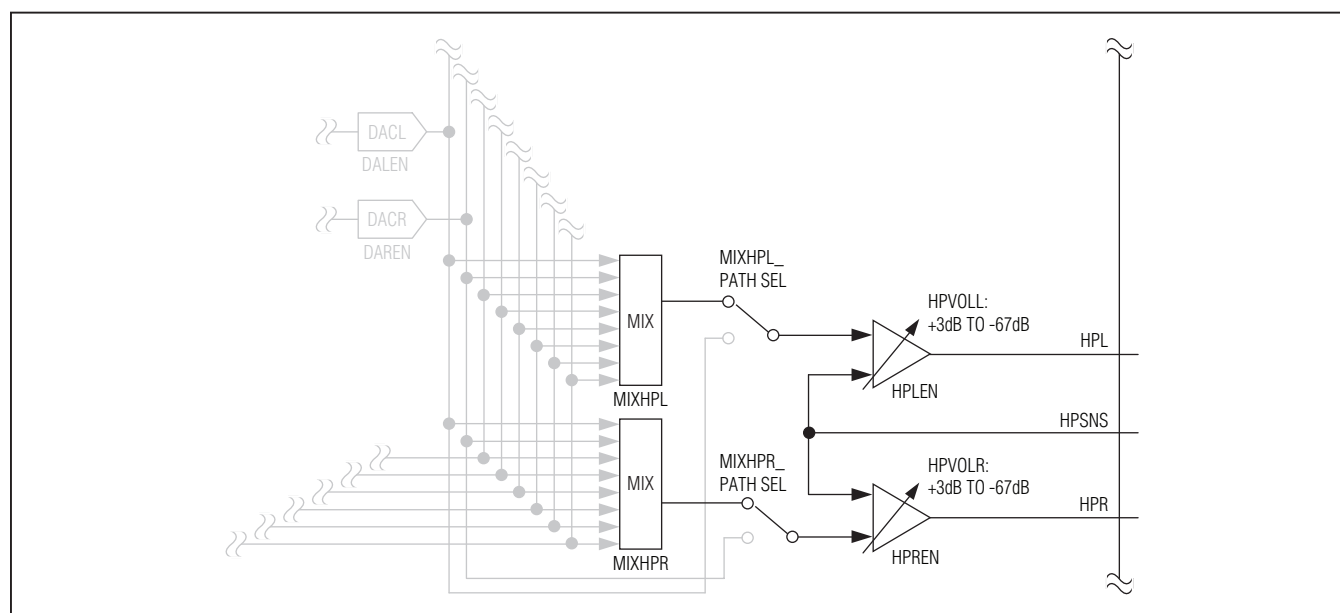 DACL
DALEN
DACR
DAREN
MIX
MIXHPL
MIXHPL_
PATH SEL
HPVOLL:
+3dB TO -67dB
HPLEN
HPL
HPSNS
MIX
MIXHPR
MIXHPR_
PATH SEL
HPVOLR:
+3dB TO -67dB
HPREN
HPR